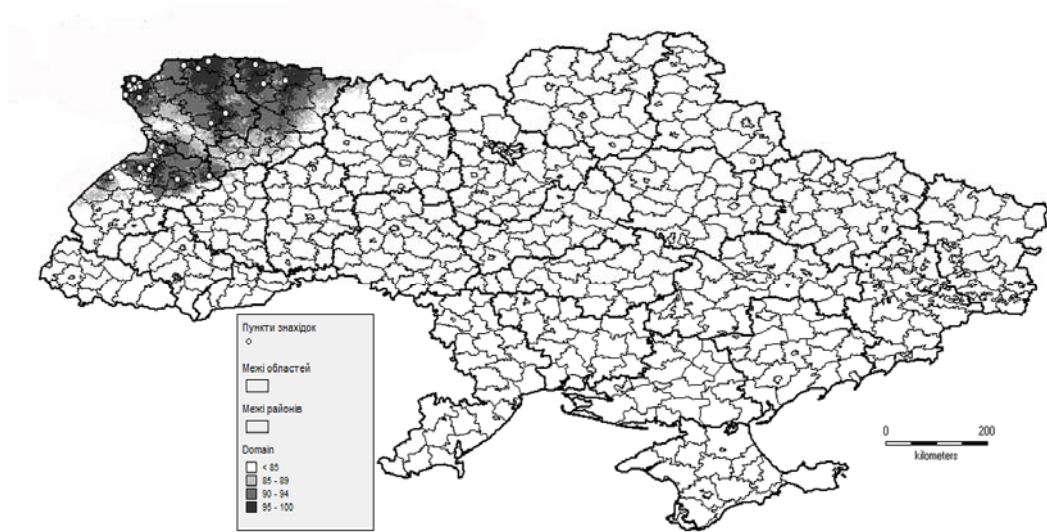 Пункти знахідок
Межі областей
Межі районів
Domain
< 85
85 - 89
90 - 94
95 - 100
0 200
kilometers